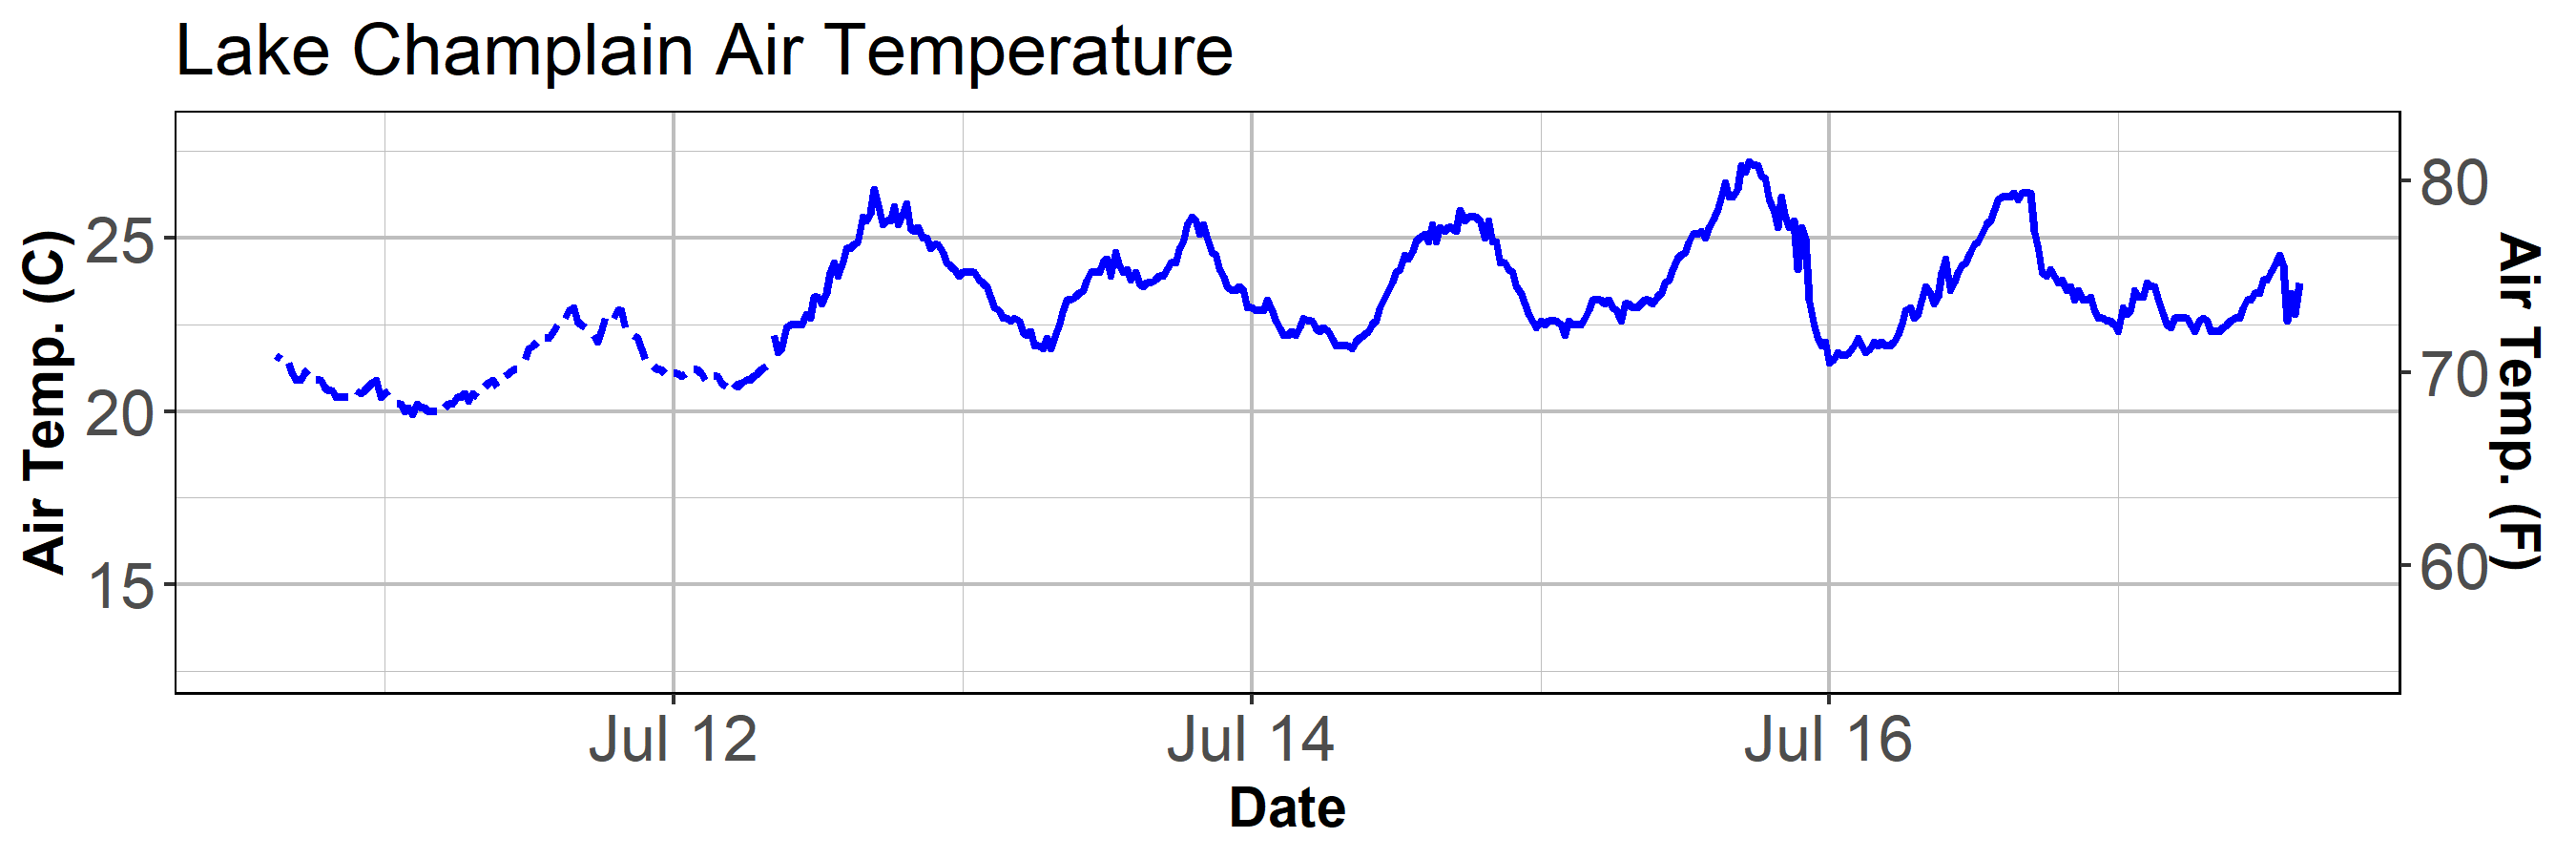 Lake Champlain Air Temperature
Air Temp. (C)
25
20
15
80
70
60
Air Temp. (F)
Jul 12
Jul 14
Jul 16
Date